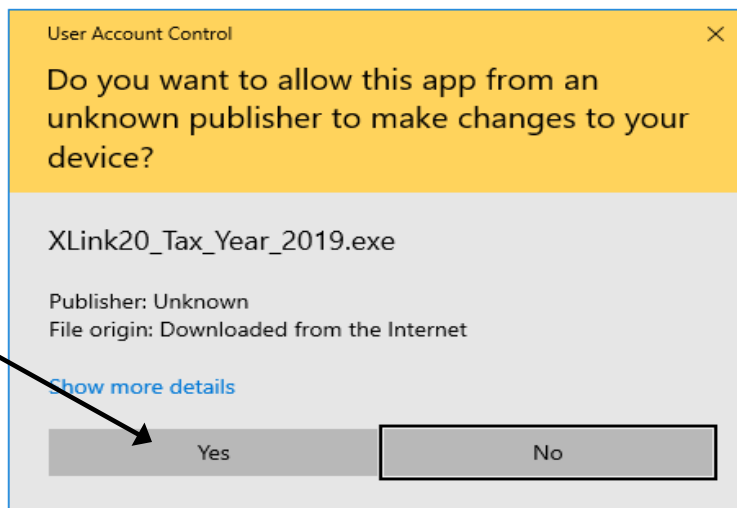 User Account Control
Do you want to allow this app from an
unknown publisher to make changes to your
device?
XLink20_Tax_Year_2019.exe
Publisher: Unknown
File origin: Downloaded from the Internet
Show more details
Yes No